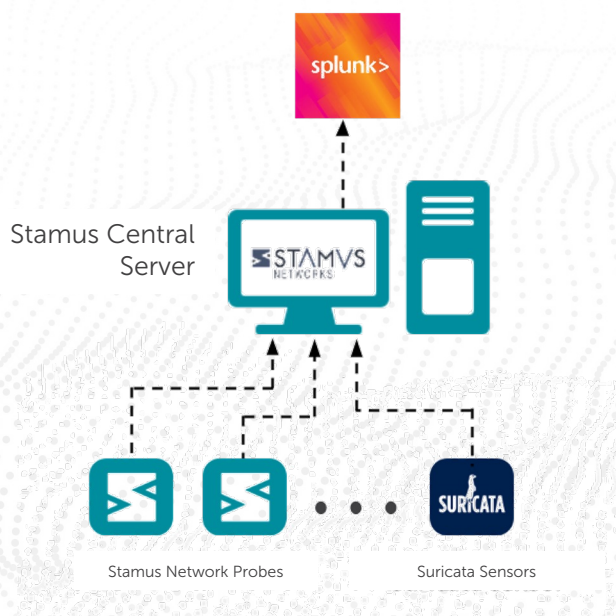 splunk>
Stamus Central
Server
STAMVS
NETWORKS
SURICATA
Stamus Network Probes
Suricata Sensors